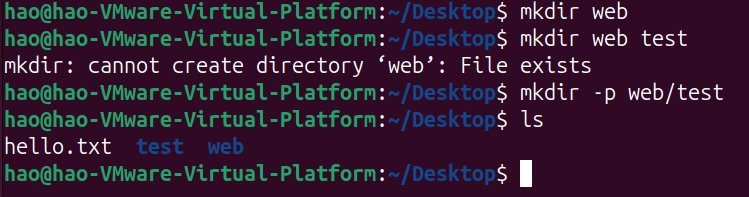 hao@hao-VMware-Virtual-Platform:~/Desktop$ mkdir web
hao@hao-VMware-Virtual-Platform:~/Desktop$ mkdir web test
mkdir: cannot create directory ‘web’: File exists
hao@hao-VMware-Virtual-Platform:~/Desktop$ mkdir -p web/test
hao@hao-VMware-Virtual-Platform:~/Desktop$ ls
hello.txt  test  web
hao@hao-VMware-Virtual-Platform:~/Desktop$